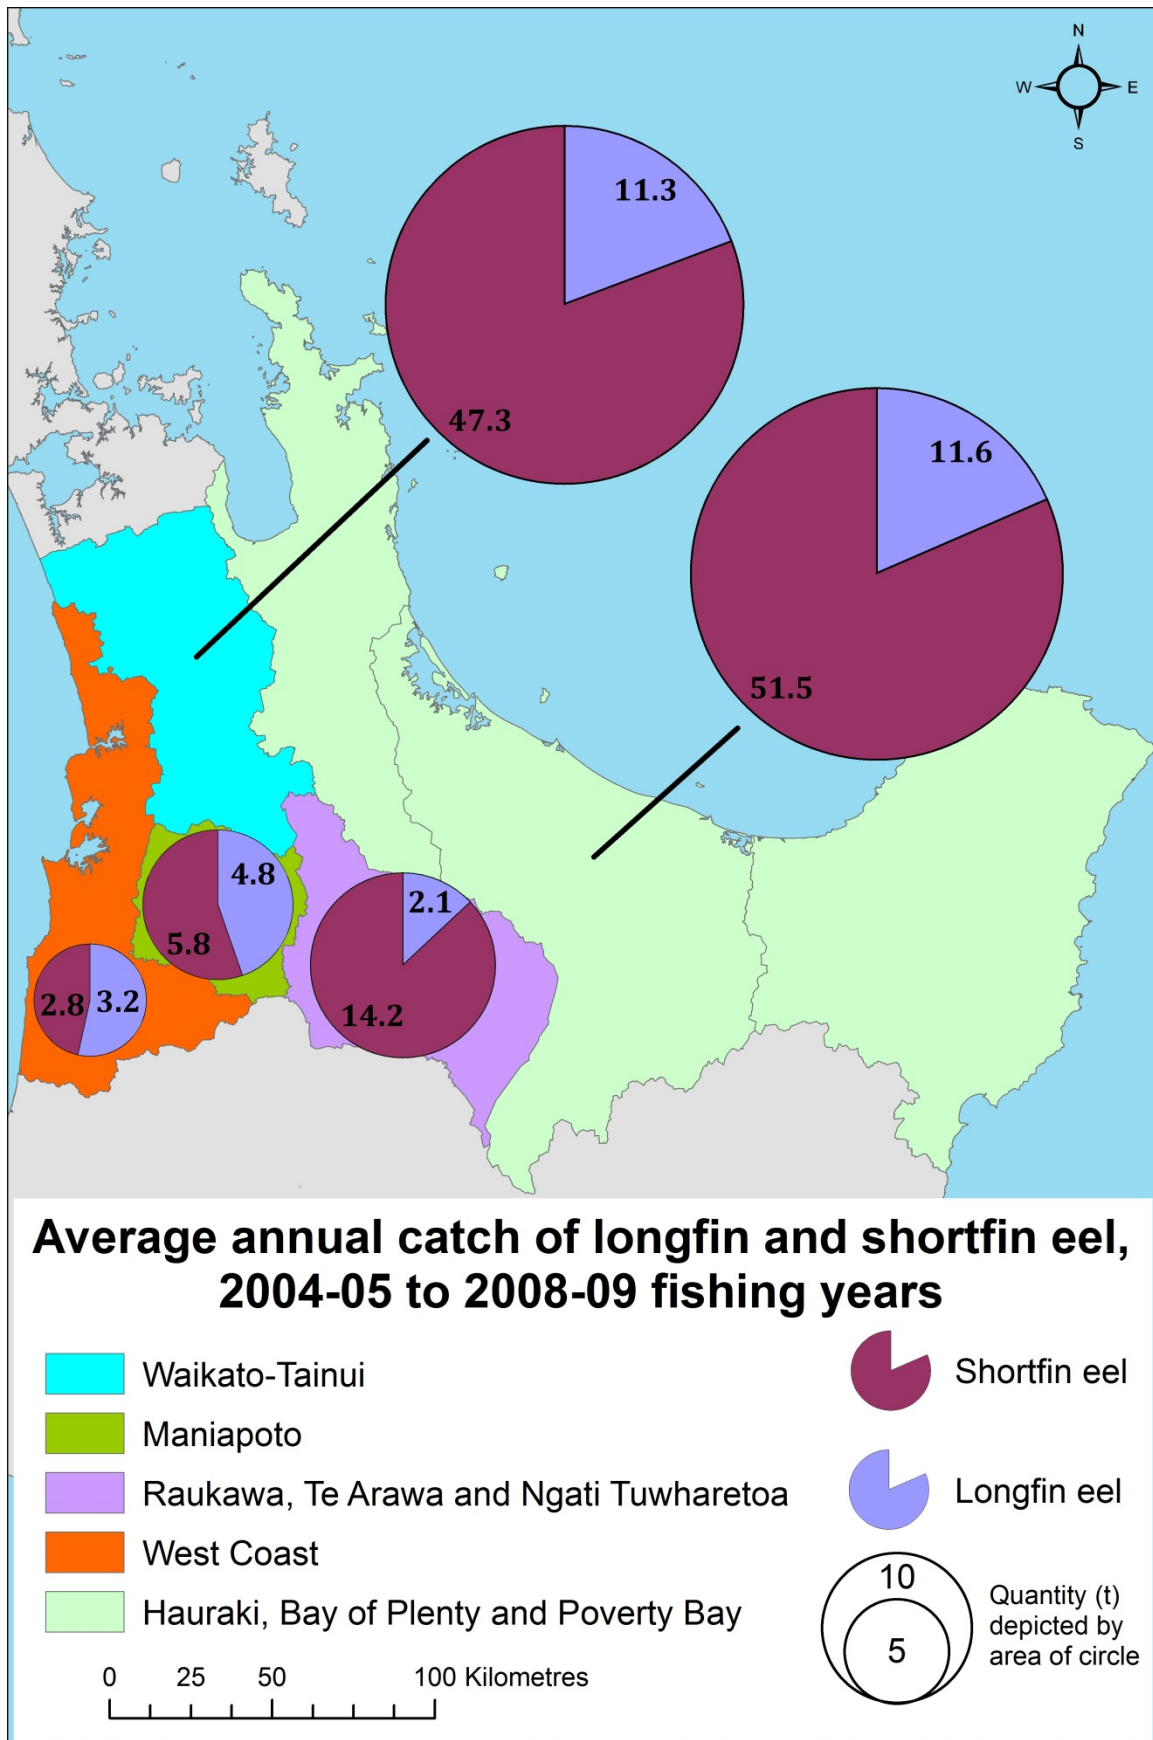 N
W E
S
11.3
47.3
11.6
51.5
4.8
5.8
2.1
14.2
2.8 3.2
Average annual catch of longfin and shortfin eel,
2004-05 to 2008-09 fishing years
Waikato-Tainui
Maniapoto
Raukawa, Te Arawa and Ngati Tuwharetoa
West Coast
Hauraki, Bay of Plenty and Poverty Bay
0 25 50 100 Kilometres
Shortfin eel
Longfin eel
10
5
Quantity (t)
depicted by
area of circle